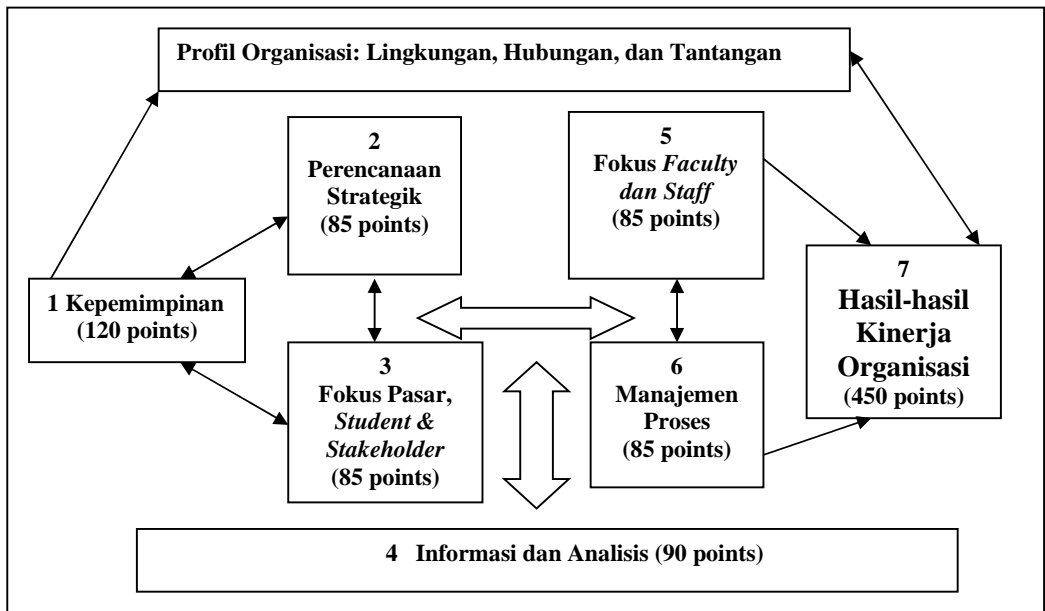 Profil Organisasi: Lingkungan, Hubungan, dan Tantangan
2
Perencanaan
Strategik
(85 points)
5
Fokus Faculty
dan Staff
(85 points)
1 Kepemimpinan
(120 points)
7
Hasil-hasil
Kinerja
Organisasi
(450 points)
3
Fokus Pasar,
Student &
Stakeholder
(85 points)
6
Manajemen
Proses
(85 points)
4 Informasi dan Analisis (90 points)